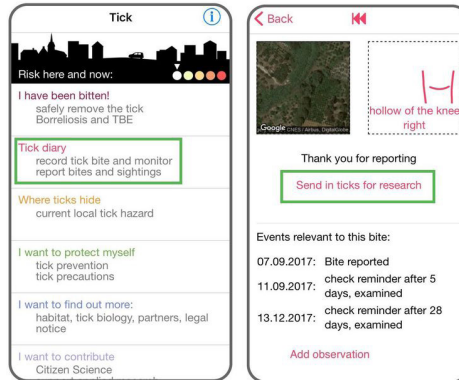 Tick
i
Risk here and now:
I have been bitten!
safely remove the tick
Borreliosis and TBE
Tick diary
record tick bite and monitor
report bites and sightings
Where ticks hide
current local tick hazard
I want to protect myself
tick prevention
tick precautions
I want to find out more:
habitat, tick biology, partners, legal
notice
I want to contribute
Citizen Science
Back
Google CNES / Airbus, DigitalGlobe
hollow of the knee
right
Thank you for reporting
Send in ticks for research
Events relevant to this bite:
07.09.2017: Bite reported
11.09.2017: check reminder after 5
days, examined
13.12.2017: check reminder after 28
days, examined
Add observation